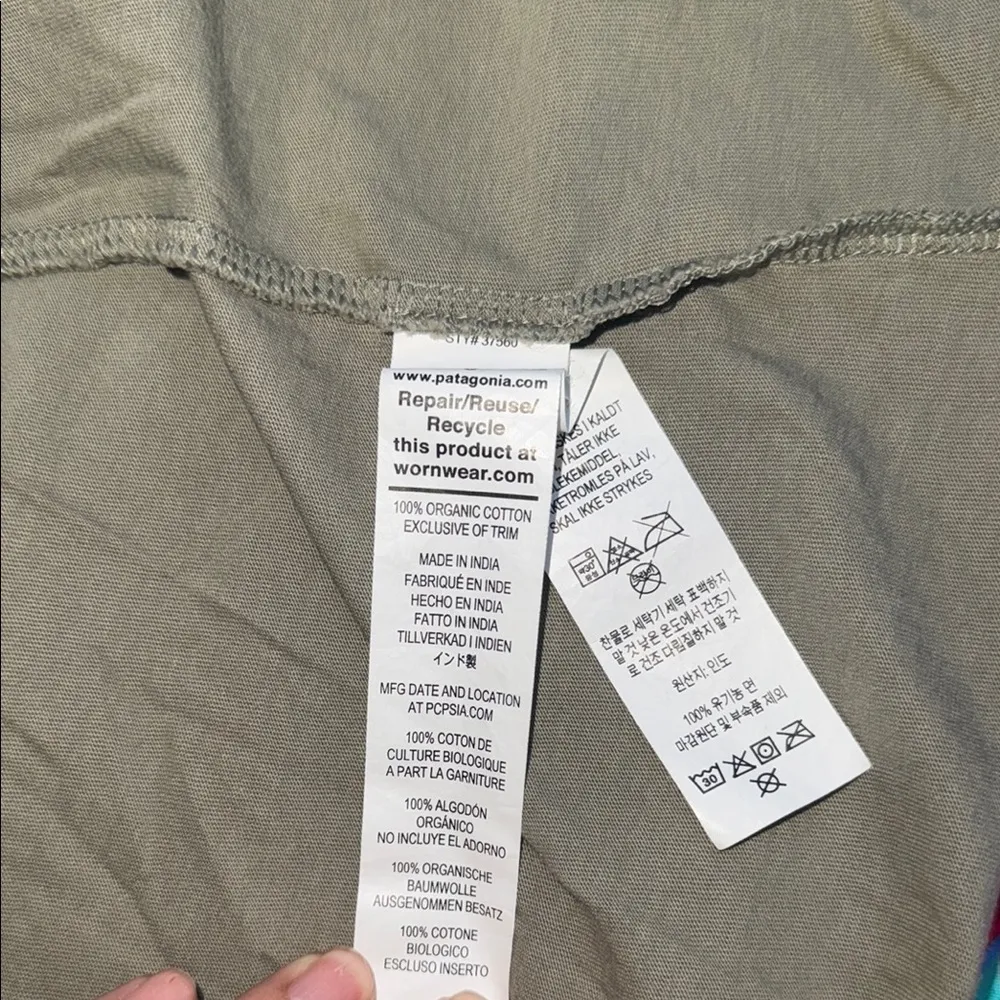 STY# 37560
www.patagonia.com
Repair/Reuse/
Recycle
this product at
wornwear.com
100% ORGANIC COTTON
EXCLUSIVE OF TRIM
MADE IN INDIA
FABRIQUÉ EN INDE
HECHO EN INDIA
FATTO IN INDIA
TILLVERKAD I INDIEN
インド製
MFG DATE AND LOCATION
AT PCPSIA.COM
100% COTON DE
CULTURE BIOLOGIQUE
A PART LA GARNITURE
100% ALGODÓN
ORGÁNICO
NO INCLUYE EL ADORNO
100% ORGANISCHE
BAUMWOLLE
AUSGENOMMEN BESATZ
100% COTONE
BIOLOGICO
ESCLUSO INSERTO
I KALDT
TÅLER IKKE
PÅ LAV,
SKAL IKKE STRYKES
찬물로 세탁기 세탁 표백하지
말 것 낮은 온도에서 건조기
로 건조 다림질하지 말 것
원산지: 인도
100% 유기농 면
마감원단 및 부속품 제외
30